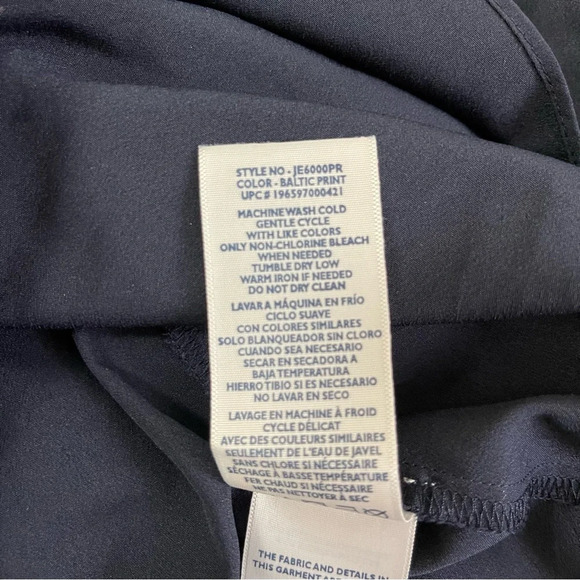 STYLE NO - JE6000PR
COLOR - BALTIC PRINT
UPC # 196597000421
MACHINE WASH COLD
GENTLE CYCLE
WITH LIKE COLORS
ONLY NON-CHLORINE BLEACH
WHEN NEEDED
TUMBLE DRY LOW
WARM IRON IF NEEDED
DO NOT DRY CLEAN
LAVAR A MÁQUINA EN FRÍO
CICLO SUAVE
CON COLORES SIMILARES
SOLO BLANQUEADOR SIN CLORO
CUANDO SEA NECESARIO
SECAR EN SECADORA A
BAJA TEMPERATURA
HIERRO TIBIO SI ES NECESARIO
NO LAVAR EN SECO
LAVAGE EN MACHINE À FROID
CYCLE DÉLICAT
AVEC DES COULEURS SIMILAIRES
SEULEMENT DE L'EAU DE JAVEL
SANS CHLORE SI NÉCESSAIRE
SÉCHAGE À BASSE TEMPÉRATURE
FER CHAUD SI NÉCESSAIRE
NE PAS NETTOYER À SEC
THE FABRIC AND DETAILS IN
THIS GARMENT